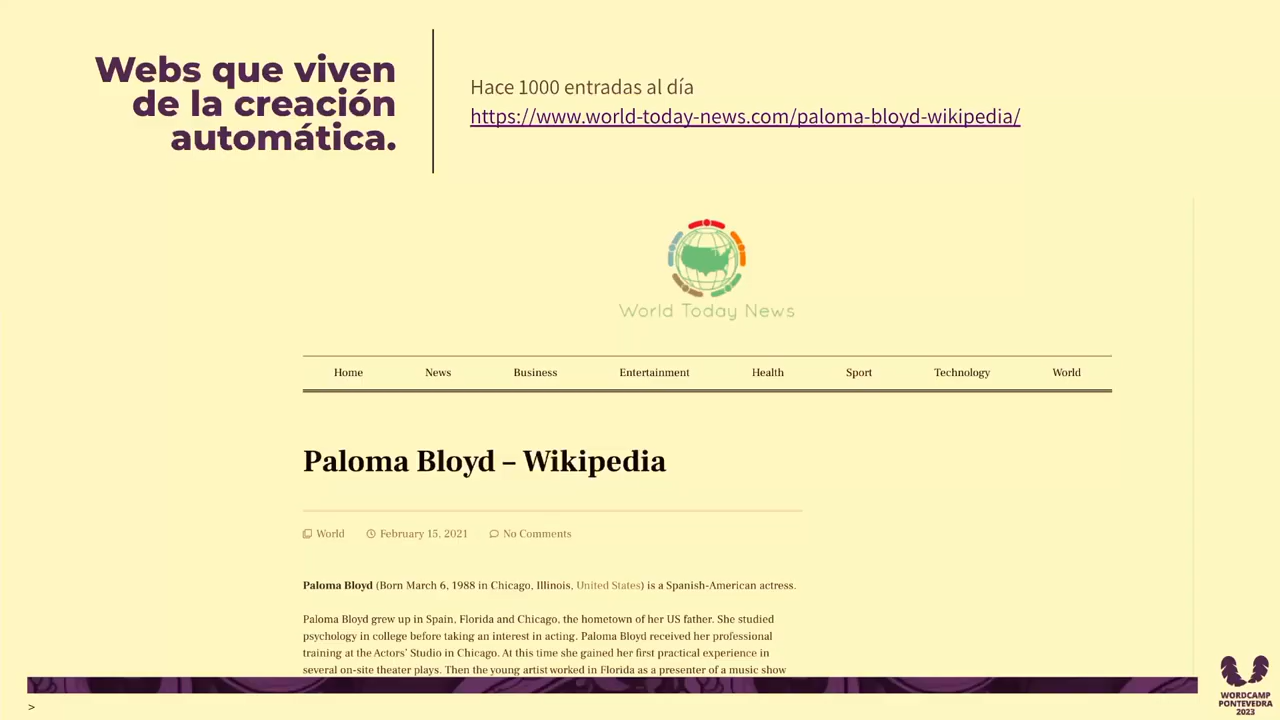 Webs que viven
de la creación
automática.
Hace 1000 entradas al día
https://www.world-today-news.com/paloma-bloyd-wikipedia/
World Today News
Home News Business Entertainment Health Sport Technology World
Paloma Bloyd – Wikipedia
World February 15, 2021 No Comments
Paloma Bloyd (Born March 6, 1988 in Chicago, Illinois, United States) is a Spanish-American actress.
Paloma Bloyd grew up in Spain, Florida and Chicago, the hometown of her US father. She studied
psychology in college before taking an interest in acting. Paloma Bloyd received her professional
training at the Actors’ Studio in Chicago. At this time she gained her first practical experience in
several on-site theater plays. Then the young artist worked in Florida as a presenter of a music show
>
WORDCAMP
PONTEVEDRA
2023